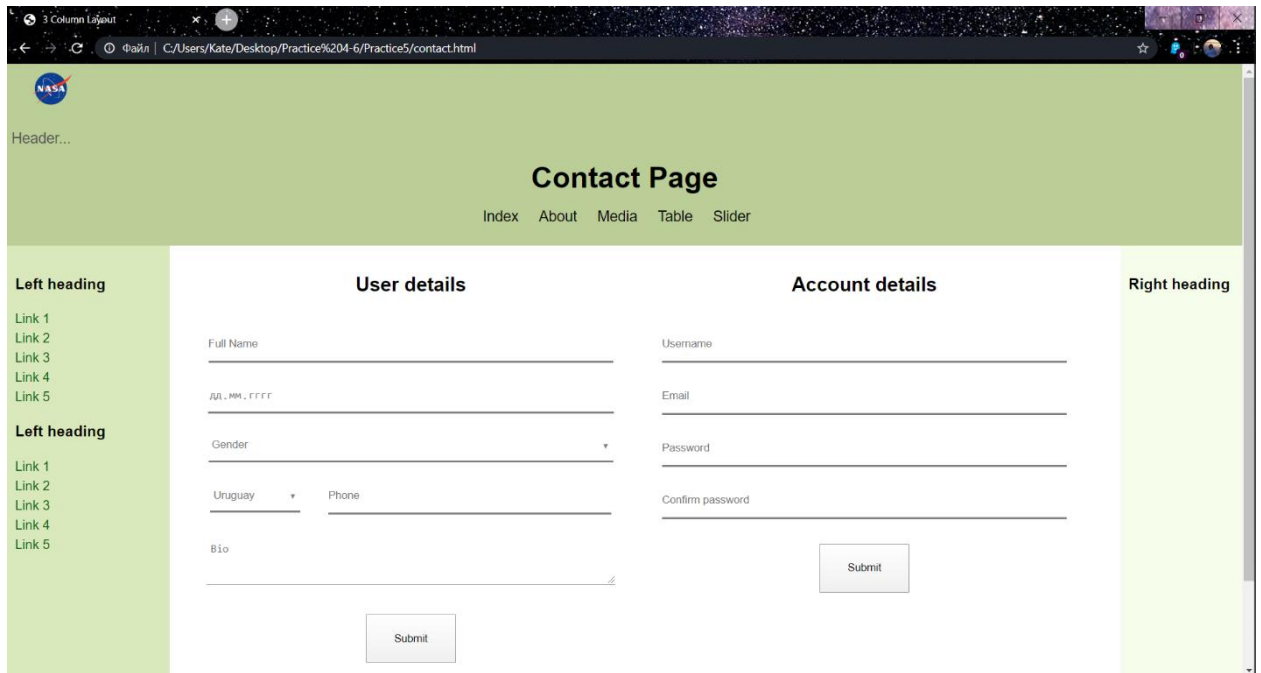 3 Column Layout
Файл | C:/Users/Kate/Desktop/Practice%204-6/Practice5/contact.html
0
NASA
Header...
Contact Page
Index About Media Table Slider
Left heading
Link 1
Link 2
Link 3
Link 4
Link 5
Left heading
Link 1
Link 2
Link 3
Link 4
Link 5
User details
Full Name
дд.мм.гггг
Gender
Uruguay Phone
Bio
Submit
Account details
Username
Email
Password
Confirm password
Submit
Right heading